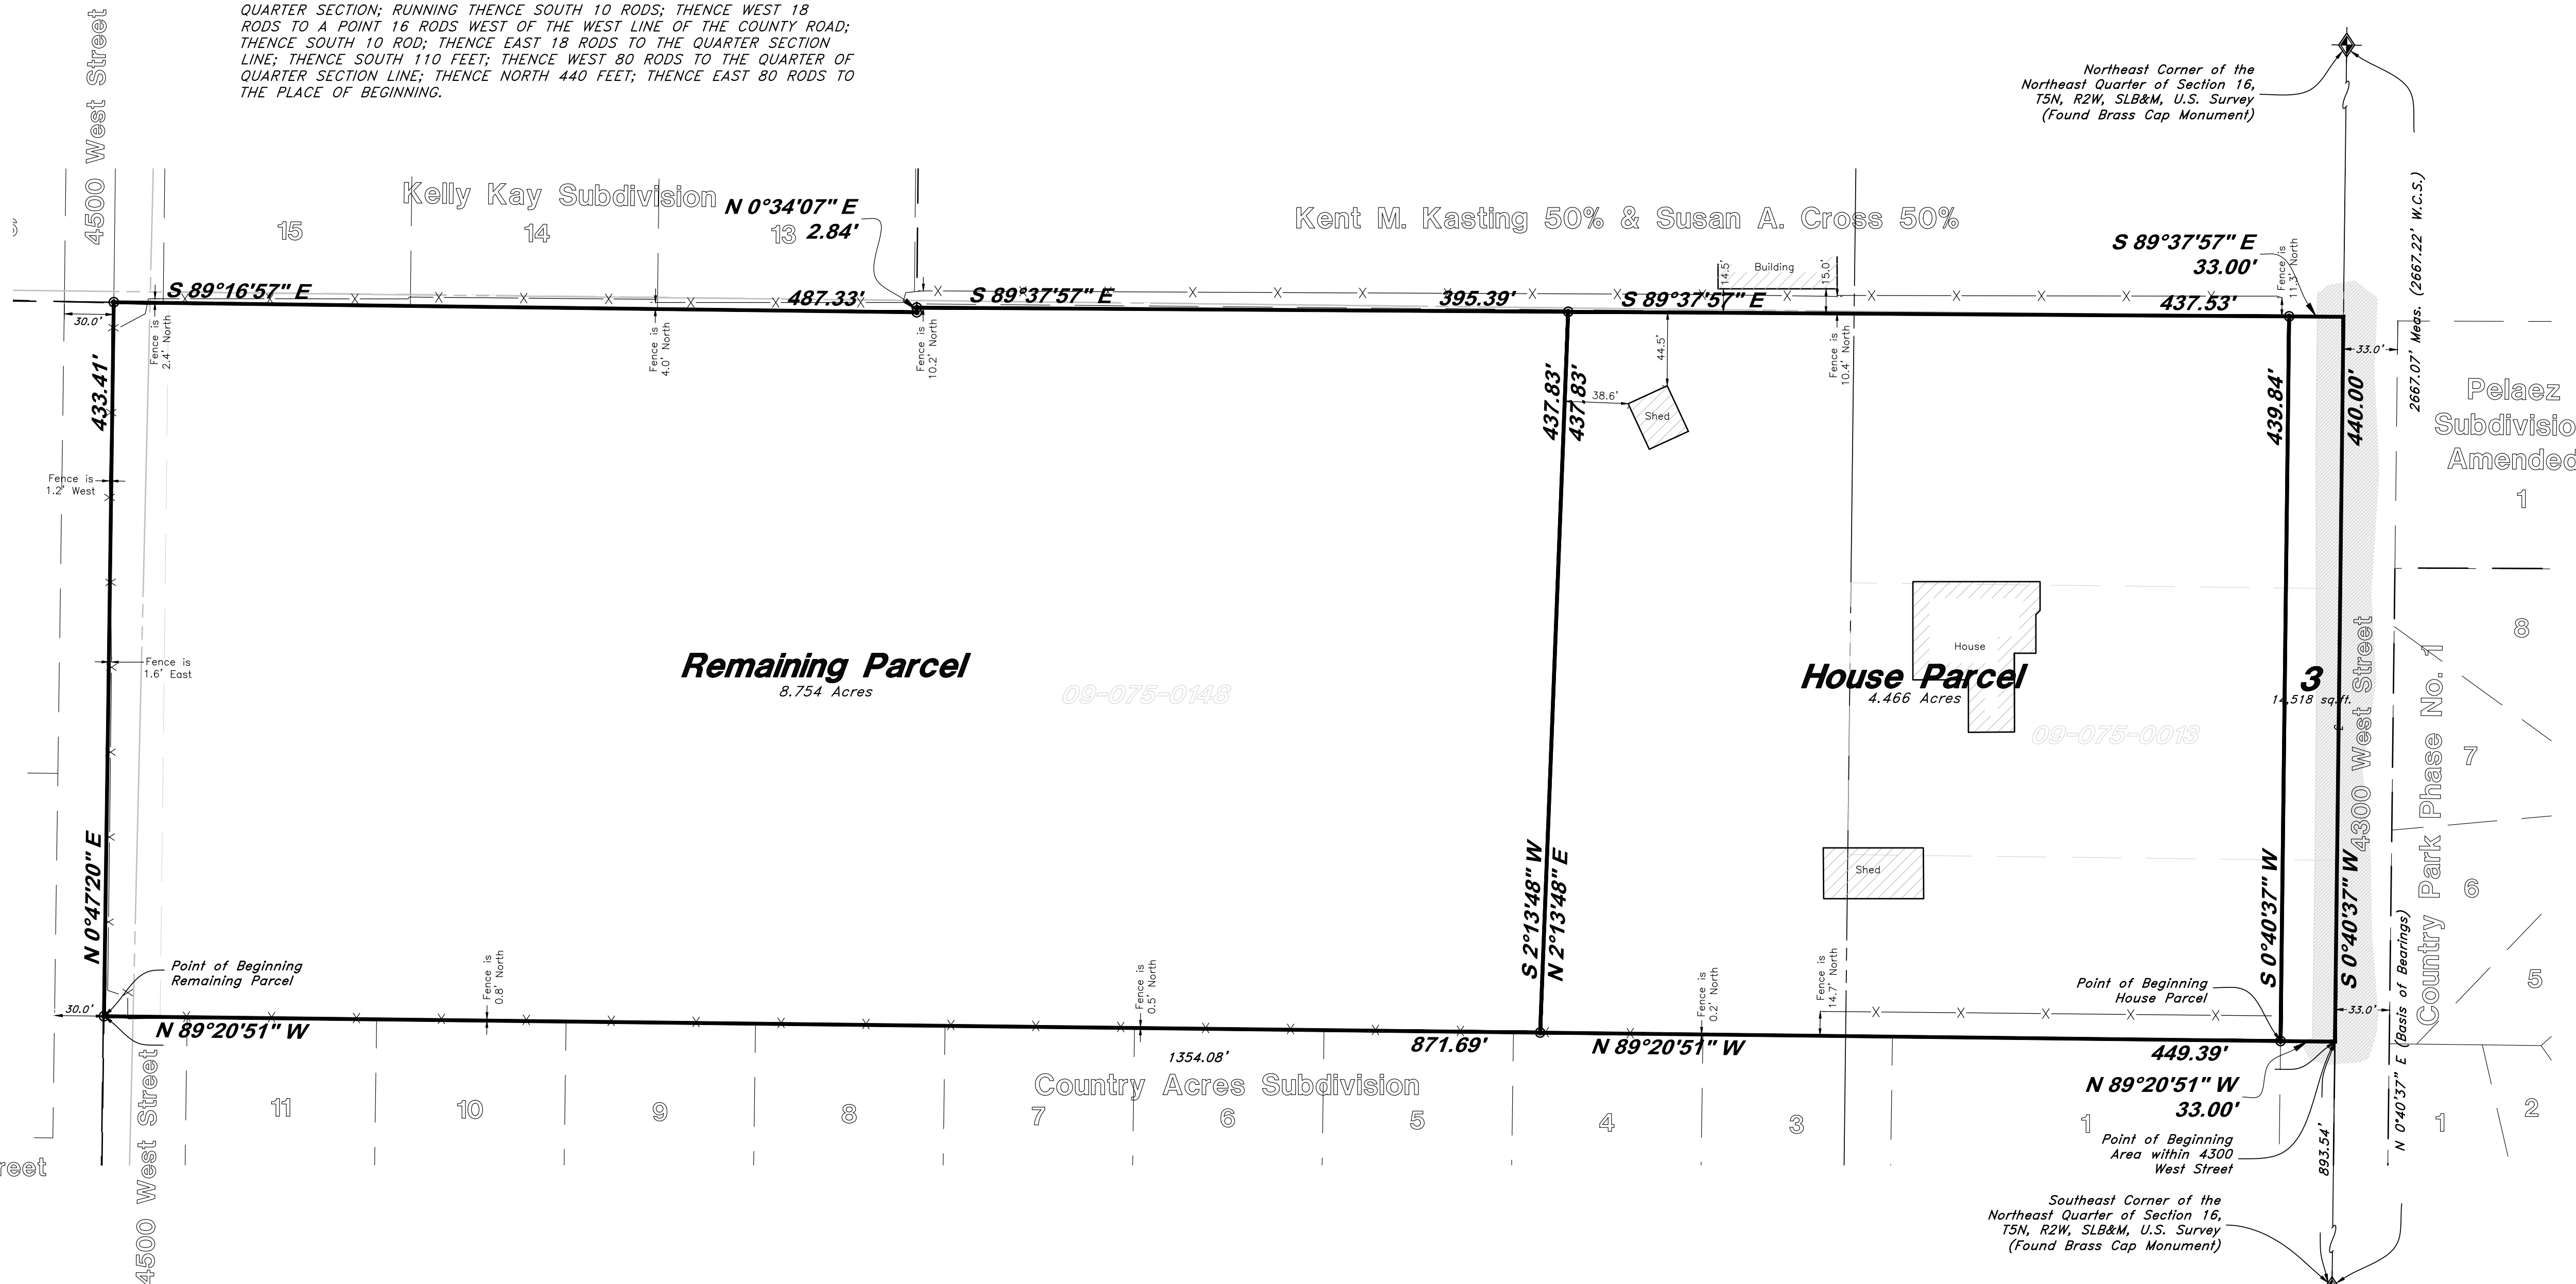 QUARTER SECTION; RUNNING THENCE SOUTH 10 RODS; THENCE WEST 18
RODS TO A POINT 16 RODS WEST OF THE WEST LINE OF THE COUNTY ROAD;
THENCE SOUTH 10 ROD; THENCE EAST 18 RODS TO THE QUARTER SECTION
LINE; THENCE SOUTH 110 FEET; THENCE WEST 80 RODS TO THE QUARTER OF
QUARTER SECTION LINE; THENCE NORTH 440 FEET; THENCE EAST 80 RODS TO
THE PLACE OF BEGINNING.
4500 West Street
Northeast Corner of the
Northeast Quarter of Section 16,
T5N, R2W, SLB&M, U.S. Survey
(Found Brass Cap Monument)
2667.07' Meas. (2667.22' W.C.S.)
Kelly Kay Subdivision
15
14
13
N 0°34'07" E
2.84'
Kent M. Kasting 50% & Susan A. Cross 50%
S 89°37'57" E
33.00'
Fence is
11.3' North
Building
14.5'
15.0'
S 89°16'57" E
487.33'
S 89°37'57" E
395.39'
S 89°37'57" E
437.53'
30.0'
Fence is
2.4' North
Fence is
4.0' North
Fence is
10.2' North
Fence is
10.4' North
44.5'
38.6'
Shed
33.0'
433.41'
437.83'
437.83'
439.84'
440.00'
Pelaez
Subdivisio
Amended
1
Fence is
1.2' West
Fence is
1.6' East
Remaining Parcel
8.754 Acres
09-075-0148
House
House Parcel
4.466 Acres
09-075-0013
3
14,518 sq.ft.
4300 West Street
Country Park Phase No. 1
8
7
6
5
Shed
N 0°47'20" E
S 2°13'48" W
N 2°13'48" E
S 0°40'37" W
S 0°40'37" W
N 0°40'37" E (Basis of Bearings)
Point of Beginning
Remaining Parcel
Fence is
0.8' North
Fence is
0.5' North
Fence is
0.2' North
Fence is
14.7' North
Point of Beginning
House Parcel
30.0'
33.0'
N 89°20'51" W
871.69'
N 89°20'51" W
449.39'
1354.08'
Country Acres Subdivision
N 89°20'51" W
33.00'
11
10
9
8
7
6
5
4
3
1
1
2
4500 West Street
reet
Point of Beginning
Area within 4300
West Street
893.54'
Southeast Corner of the
Northeast Quarter of Section 16,
T5N, R2W, SLB&M, U.S. Survey
(Found Brass Cap Monument)